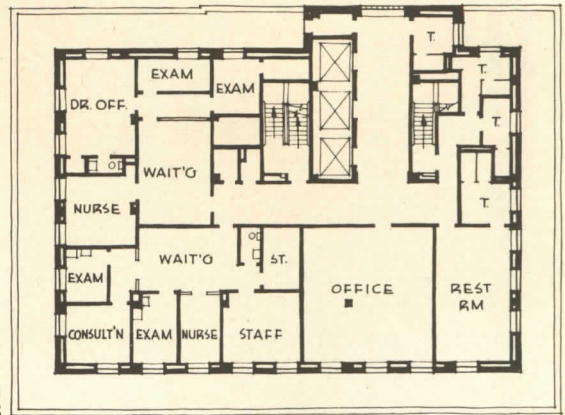 T.
EXAM
T.
DR. OFF.
EXAM
T.
WAIT'G
NURSE
T.
WAIT'G
ST.
EXAM
OFFICE
REST
RM
CONSULT'N
EXAM
NURSE
STAFF